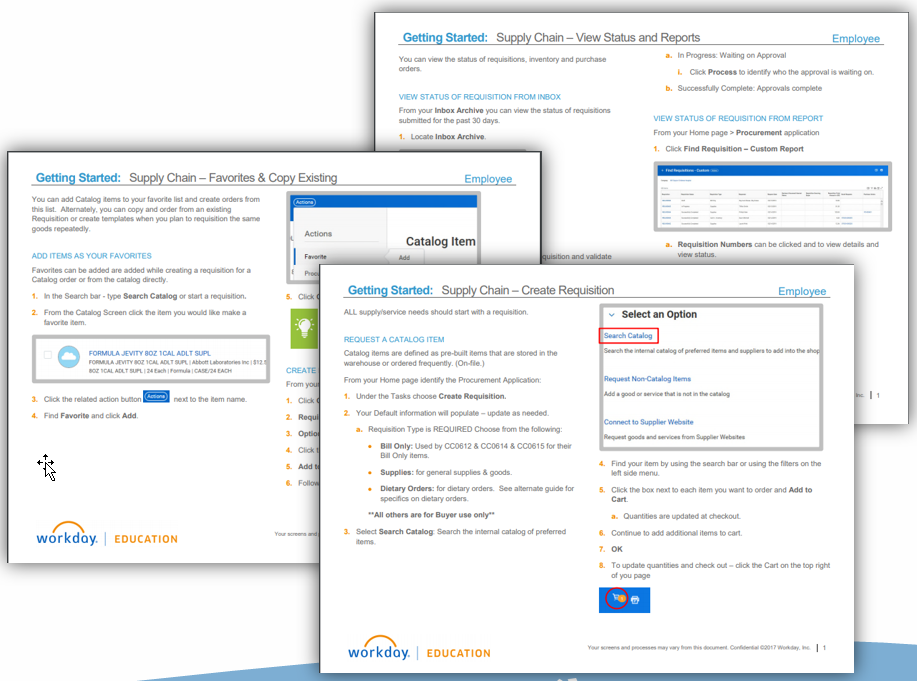 Getting Started: Supply Chain – View Status and Reports
Employee
You can view the status of requisitions, inventory and purchase
orders.
VIEW STATUS OF REQUISITION FROM INBOX
From your Inbox Archive you can view the status of requisitions
submitted for the past 30 days.
1. Locate Inbox Archive.
a. In Progress: Waiting on Approval
i. Click Process to identify who the approval is waiting on.
b. Successfully Complete: Approvals complete
VIEW STATUS OF REQUISITION FROM REPORT
From your Home page > Procurement application
1. Click Find Requisition – Custom Report
Find Requisitions - Custom
a. Requisition Numbers can be clicked and to view details and
view status.
quisition and validate
Inc. | 1
Getting Started: Supply Chain – Favorites & Copy Existing
Employee
You can add Catalog items to your favorite list and create orders from
this list. Alternately, you can copy and order from an existing
Requisition or create templates when you plan to requisition the same
goods repeatedly.
ADD ITEMS AS YOUR FAVORITES
Favorites can be added are added while creating a requisition for a
Catalog order or from the catalog directly.
1. In the Search bar - type Search Catalog or start a requisition.
2. From the Catalog Screen click the item you would like make a
favorite item.
FORMULA JEVITY 8OZ 1CAL ADLT SUPL
FORMULA JEVITY 8OZ 1CAL ADLT SUPL | Abbott Laboratories Inc | $12.5
8OZ 1CAL ADLT SUPL | 24 Each | Formula | CASE/24 EACH
3. Click the related action button Actions next to the item name.
4. Find Favorite and click Add.
Actions
Actions
Catalog Item
Favorite
Add
Procu
5. Click C
CREATE
From your
1. Click C
2. Requi
3. Option
4. Click t
5. Add to
6. Follow
workday. | EDUCATION
Your screens and
Getting Started: Supply Chain – Create Requisition
Employee
ALL supply/service needs should start with a requisition.
REQUEST A CATALOG ITEM
Catalog items are defined as pre-built items that are stored in the
warehouse or ordered frequently. (On-file.)
From your Home page identify the Procurement Application:
1. Under the Tasks choose Create Requisition.
2. Your Default information will populate – update as needed.
a. Requisition Type is REQUIRED Choose from the following:
• Bill Only: Used by CC0612 & CC0614 & CC0615 for their
Bill Only items.
• Supplies: for general supplies & goods.
• Dietary Orders: for dietary orders. See alternate guide for
specifics on dietary orders.
**All others are for Buyer use only**
3. Select Search Catalog: Search the internal catalog of preferred
items.
Select an Option
Search Catalog
Search the internal catalog of preferred items and suppliers to add into the shop
Request Non-Catalog Items
Add a good or service that is not in the catalog
Connect to Supplier Website
Request goods and services from Supplier Websites
4. Find your item by using the search bar or using the filters on the
left side menu.
5. Click the box next to each item you want to order and Add to
Cart.
a. Quantities are updated at checkout.
6. Continue to add additional items to cart.
7. OK
8. To update quantities and check out – click the Cart on the top right
of you page
workday. | EDUCATION
Your screens and processes may vary from this document. Confidential ©2017 Workday, Inc. | 1